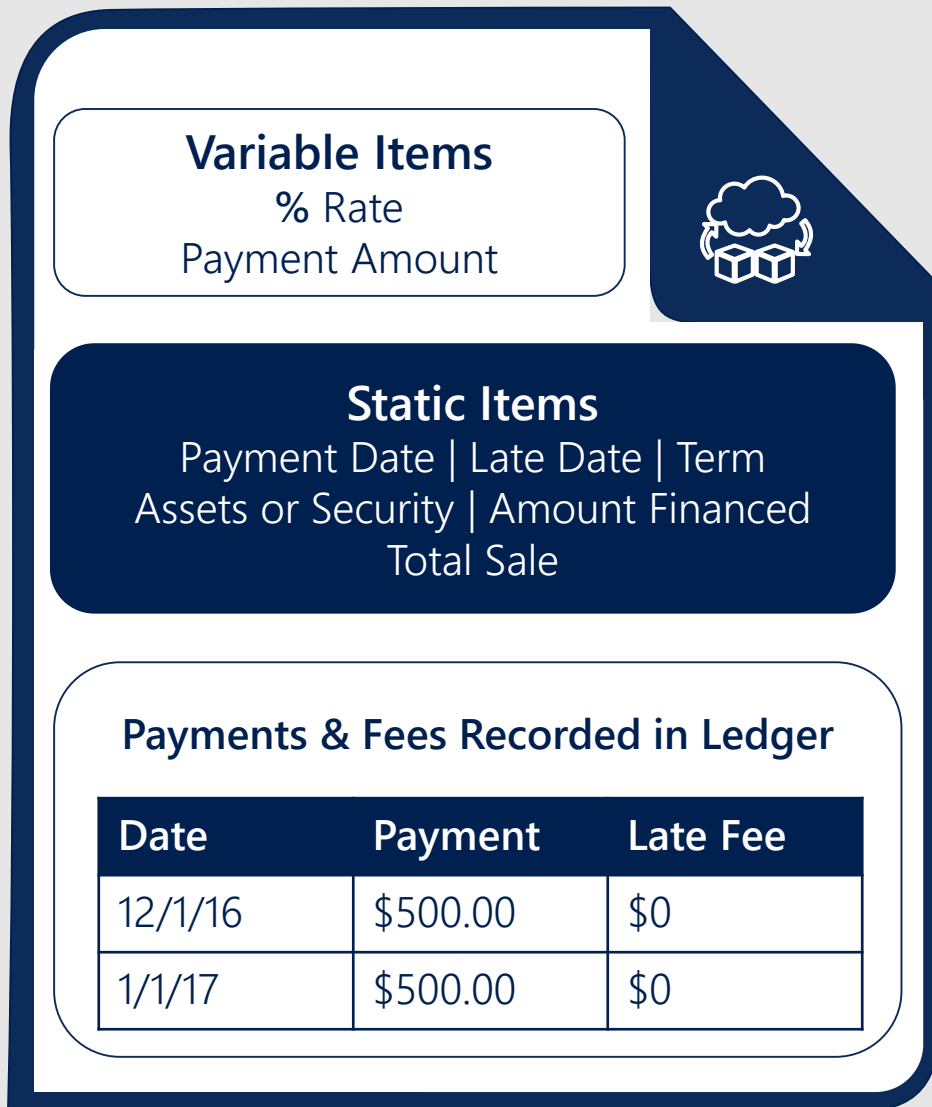 Variable Items
% Rate
Payment Amount
Static Items
Payment Date | Late Date | Term
Assets or Security | Amount Financed
Total Sale
Payments & Fees Recorded in Ledger
Date Payment Late Fee
12/1/16 $500.00 $0
1/1/17 $500.00 $0